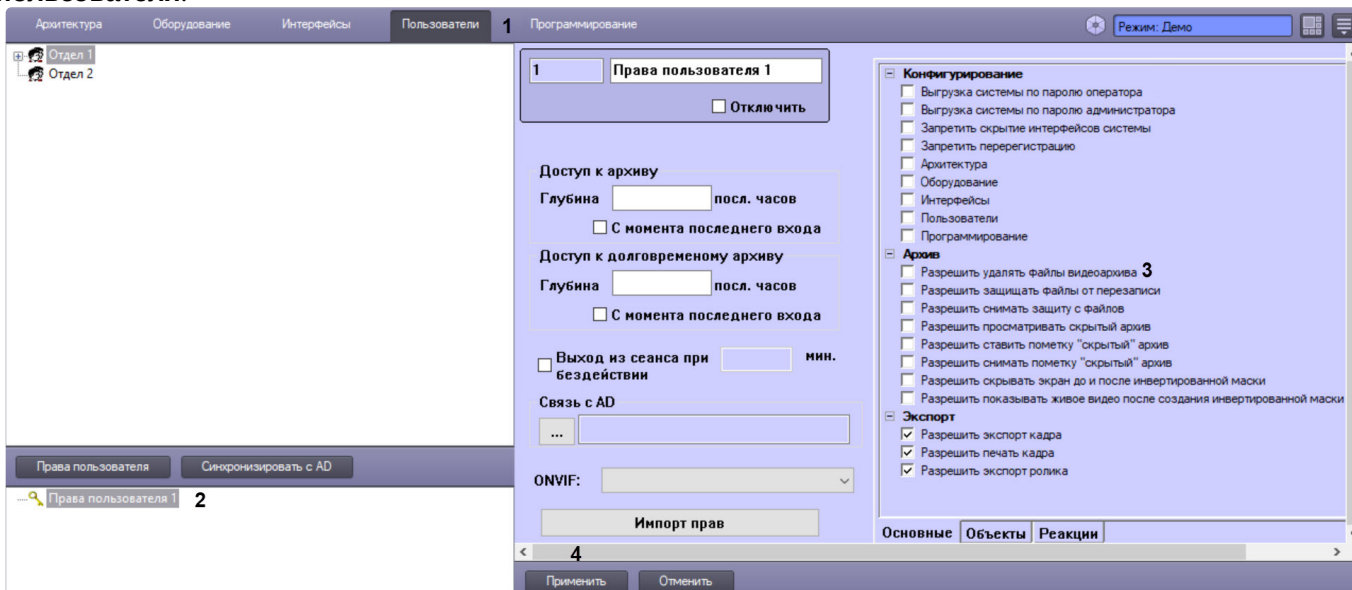 пользователи.
Архитектура Оборудование Интерфейсы Пользователи 1 Программирование Режим: Демо
Отдел 1
Отдел 2
1 Права пользователя 1
Отключить
Доступ к архиву
Глубина посл. часов
С момента последнего входа
Доступ к долговременому архиву
Глубина посл. часов
С момента последнего входа
Выход из сеанса при мин.
бездействии
Связь с AD
...
ONVIF:
Импорт прав
Конфигурирование
Выгрузка системы по паролю оператора
Выгрузка системы по паролю администратора
Запретить скрытие интерфейсов системы
Запретить перерегистрацию
Архитектура
Оборудование
Интерфейсы
Пользователи
Программирование
Архив
Разрешить удалять файлы видеоархива 3
Разрешить защищать файлы от перезаписи
Разрешить снимать защиту с файлов
Разрешить просматривать скрытый архив
Разрешить ставить пометку "скрытый" архив
Разрешить снимать пометку "скрытый" архив
Разрешить скрывать экран до и после инвертированной маски
Разрешить показывать живое видео после создания инвертированной маски
Экспорт
Разрешить экспорт кадра
Разрешить печать кадра
Разрешить экспорт ролика
Основные Объекты Реакции
Права пользователя Синхронизировать с AD
Права пользователя 1 2
4
Применить Отменить